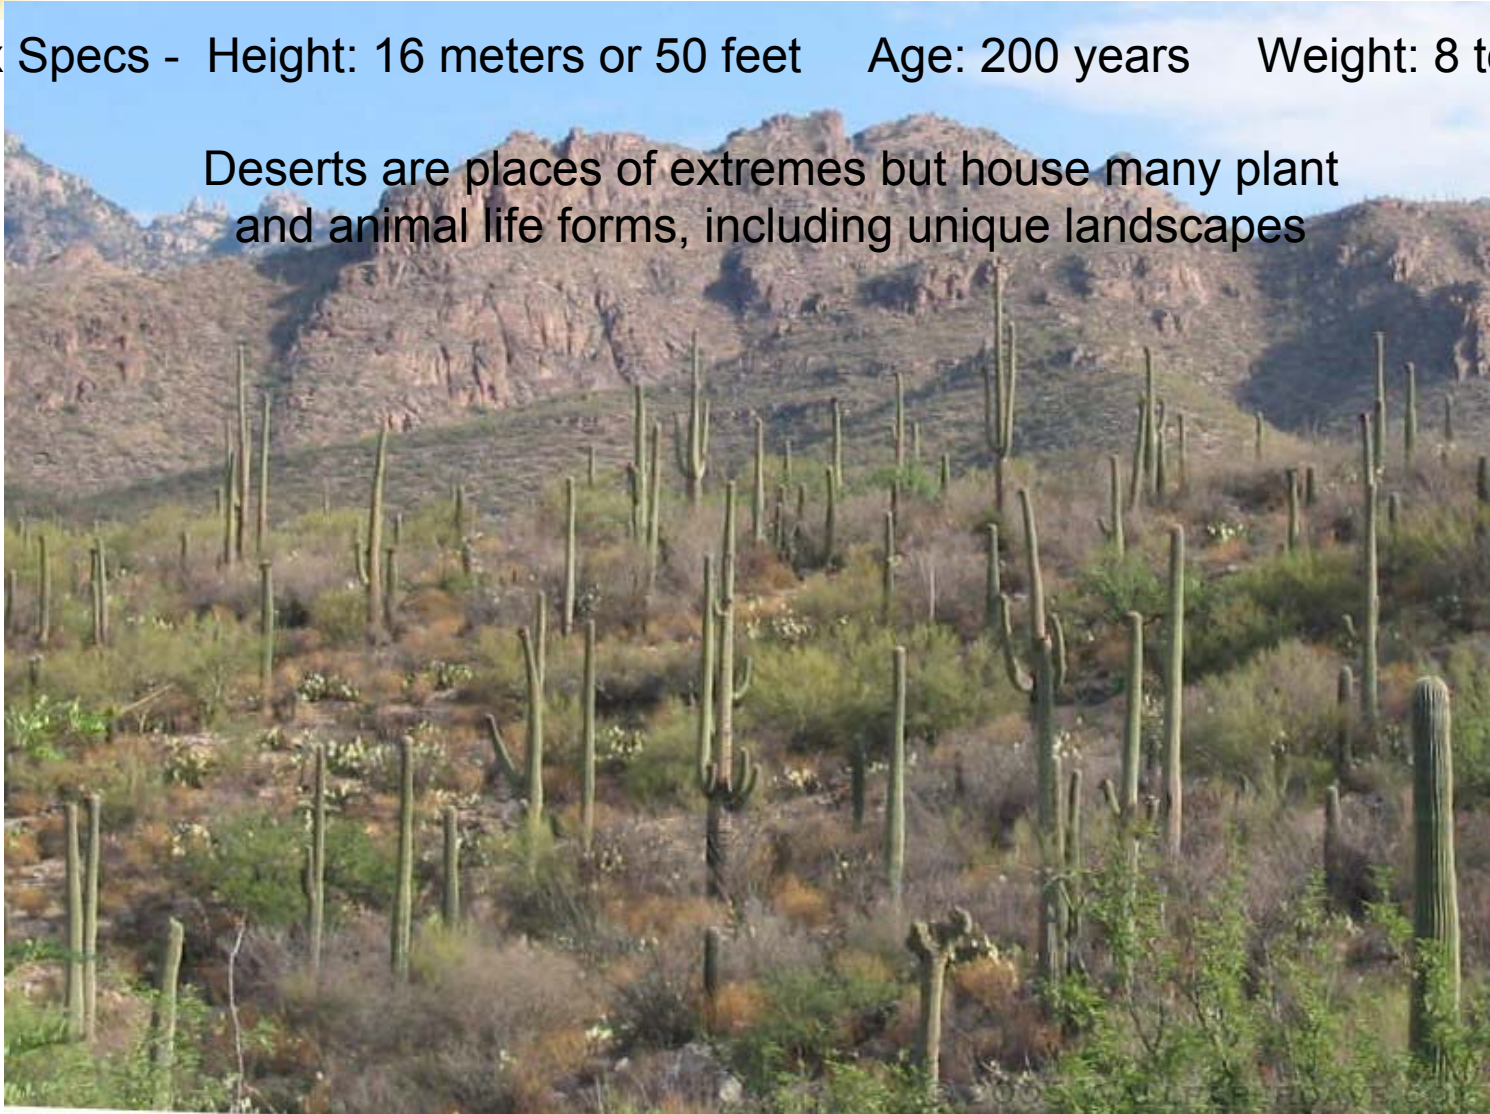 Specs - Height: 16 meters or 50 feet Age: 200 years Weight: 8
Deserts are places of extremes but house many plant
and animal life forms, including unique landscapes